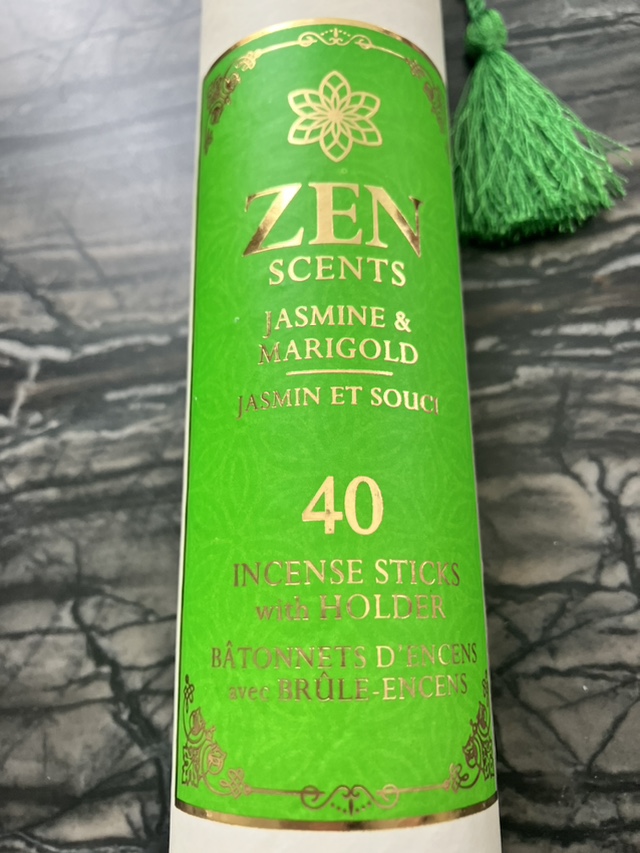 ZEN
SCENTS
JASMINE &
MARIGOLD
JASMIN ET SOUCI
40
INCENSE STICKS
with HOLDER
BÂTONNETS D'ENCENS
avec BRÛLE-ENCENS